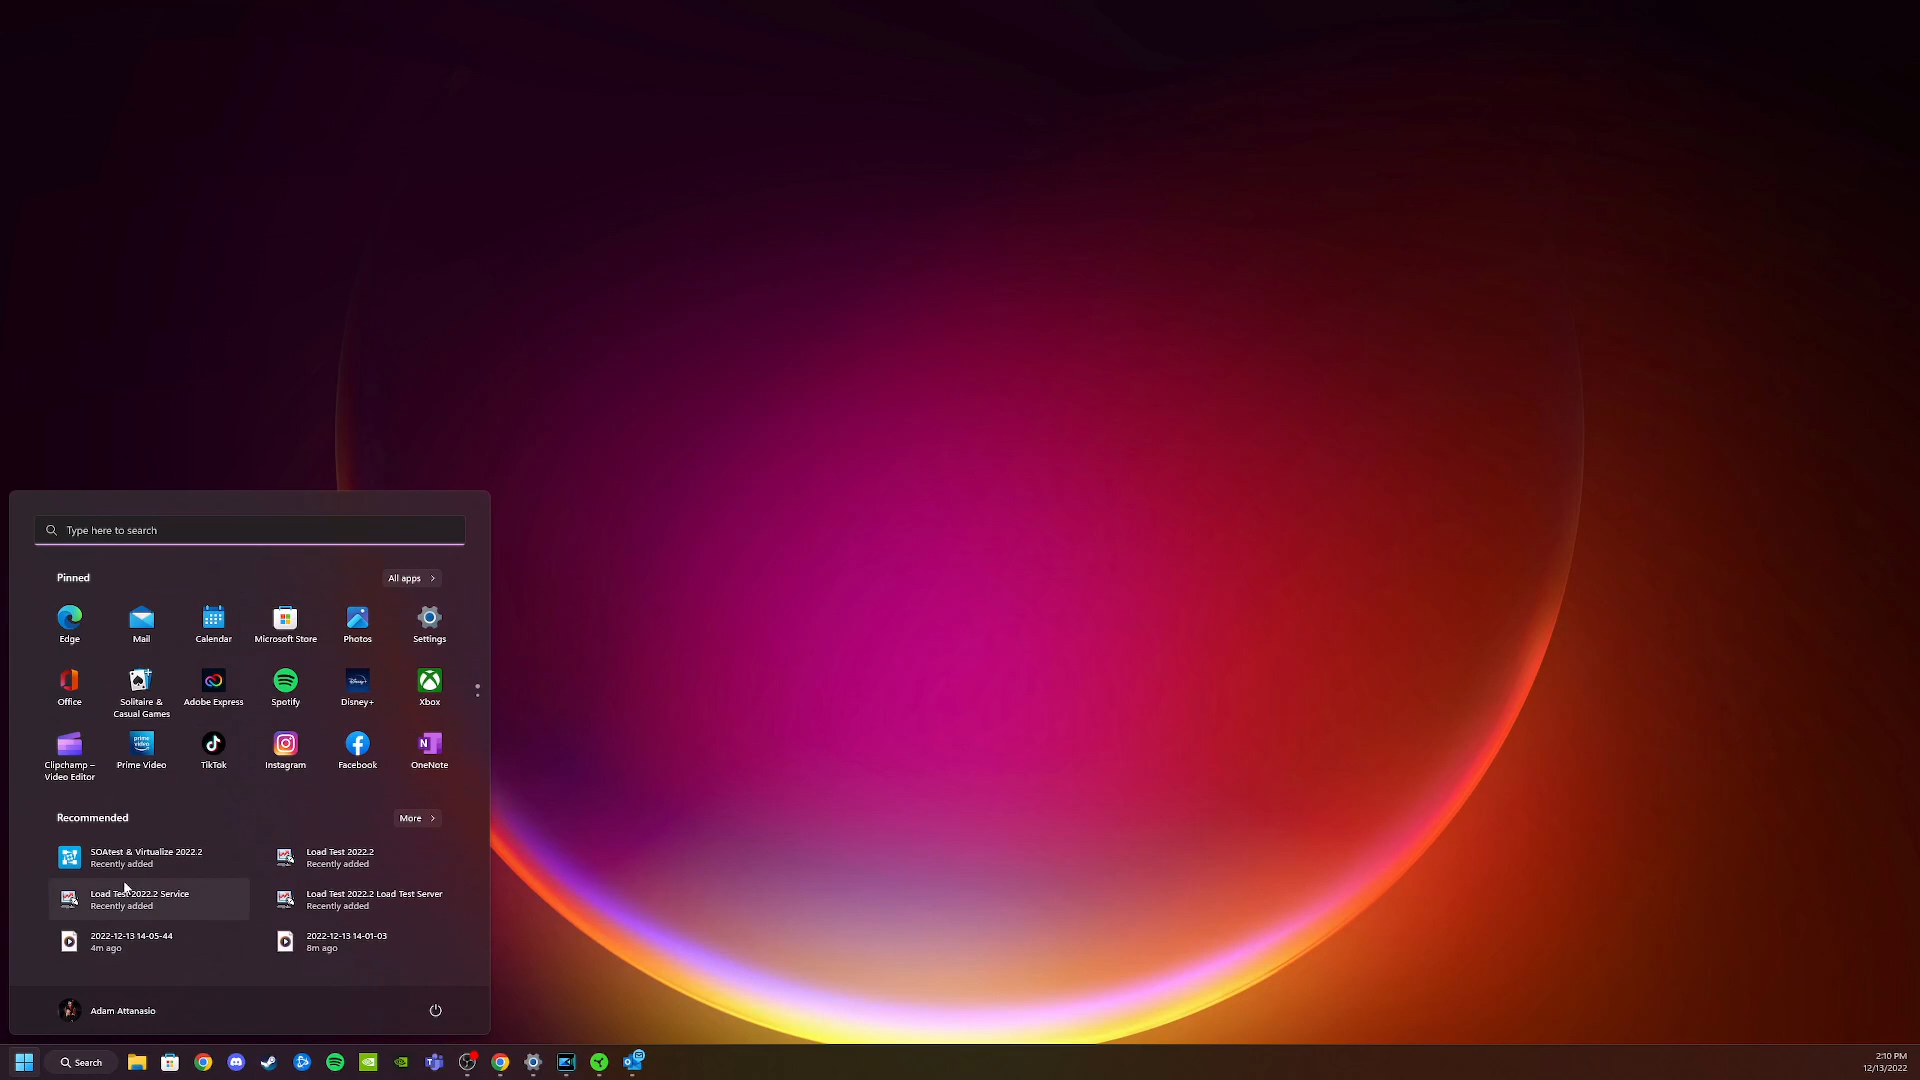 Type here to search
Pinned
All apps
Edge
Mail
Calendar
Microsoft Store
Photos
Settings
Office
Solitaire &
Casual Games
Adobe Express
Spotify
Disney+
Xbox
Clipchamp –
Video Editor
prime
video
Prime Video
TikTok
Instagram
Facebook
OneNote
Recommended
More
SOAtest & Virtualize 2022.2
Recently added
Load Test 2022.2
Recently added
Load Test 2022.2 Service
Recently added
Load Test 2022.2 Load Test Server
Recently added
2022-12-13 14-05-44
4m ago
2022-12-13 14-01-03
8m ago
Adam Attanasio
Search
2:10 PM
12/13/2022